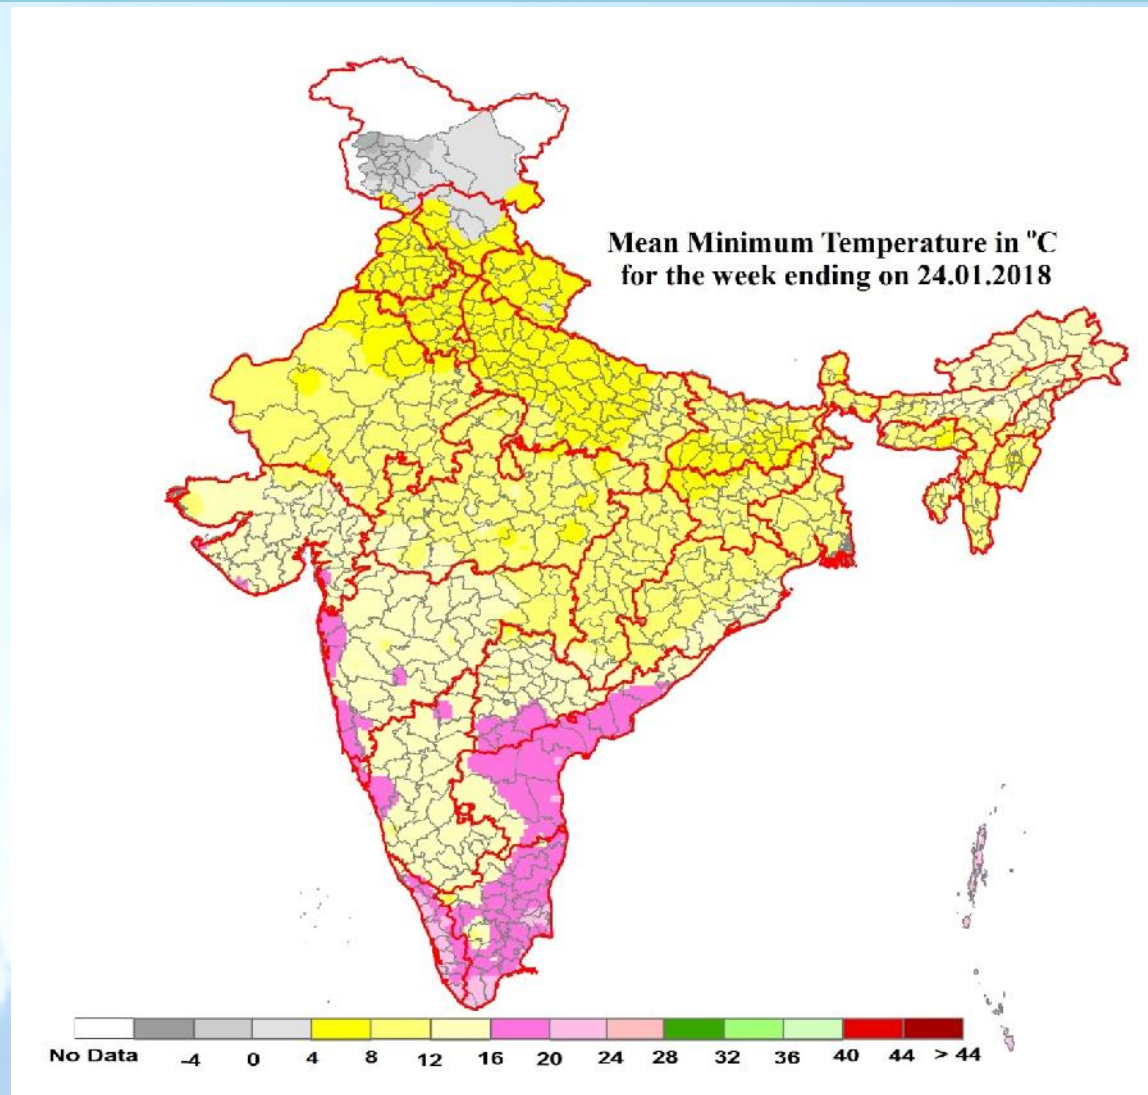 Mean Minimum Temperature in °C
for the week ending on 24.01.2018
No Data -4 0 4 8 12 16 20 24 28 32 36 40 44 > 44